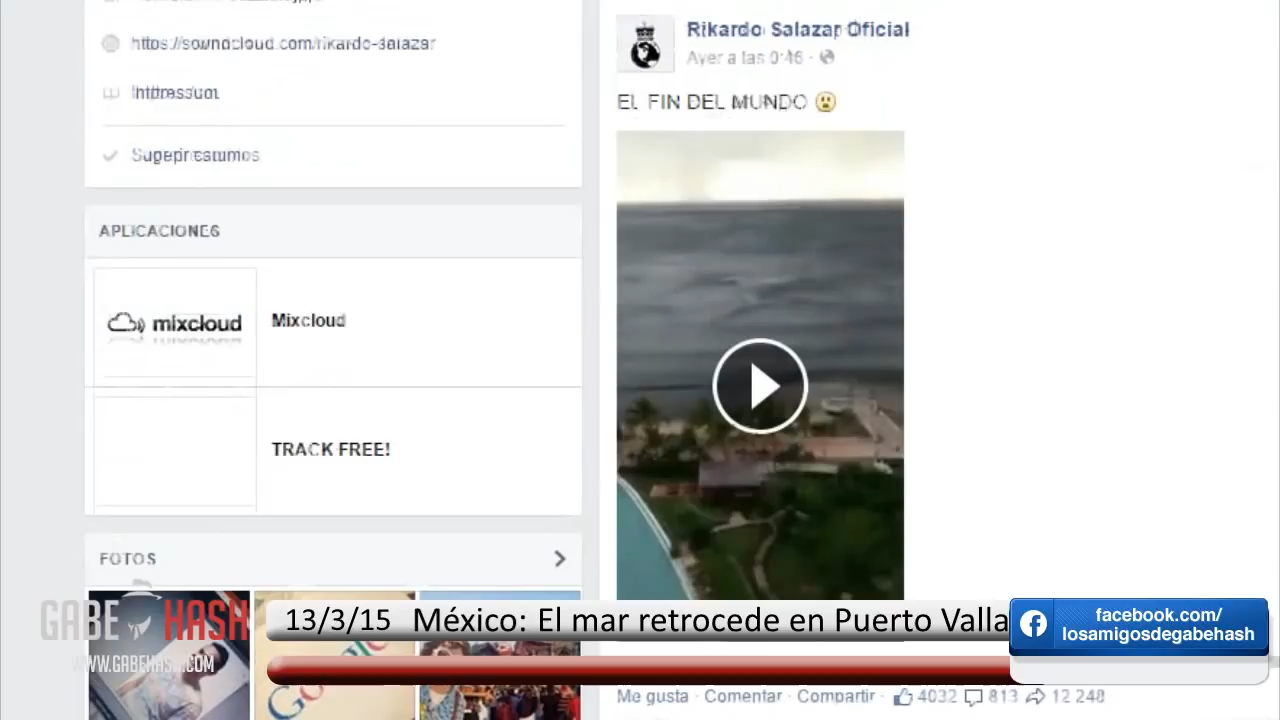 https://soundcloud.com/rikardo-salazar
APLICACIONES
mixcloud
Mixcloud
TRACK FREE!
FOTOS
Rikardo Salazar Oficial
Ayer a las 0:46 ·
EL FIN DEL MUNDO 😮
GABE HASH
WWW.GABEHASH.COM
13/3/15 México: El mar retrocede en Puerto Valla
facebook.com/
losamigosdegabehash
Me gusta · Comentar · Compartir · 4032 813 12 248